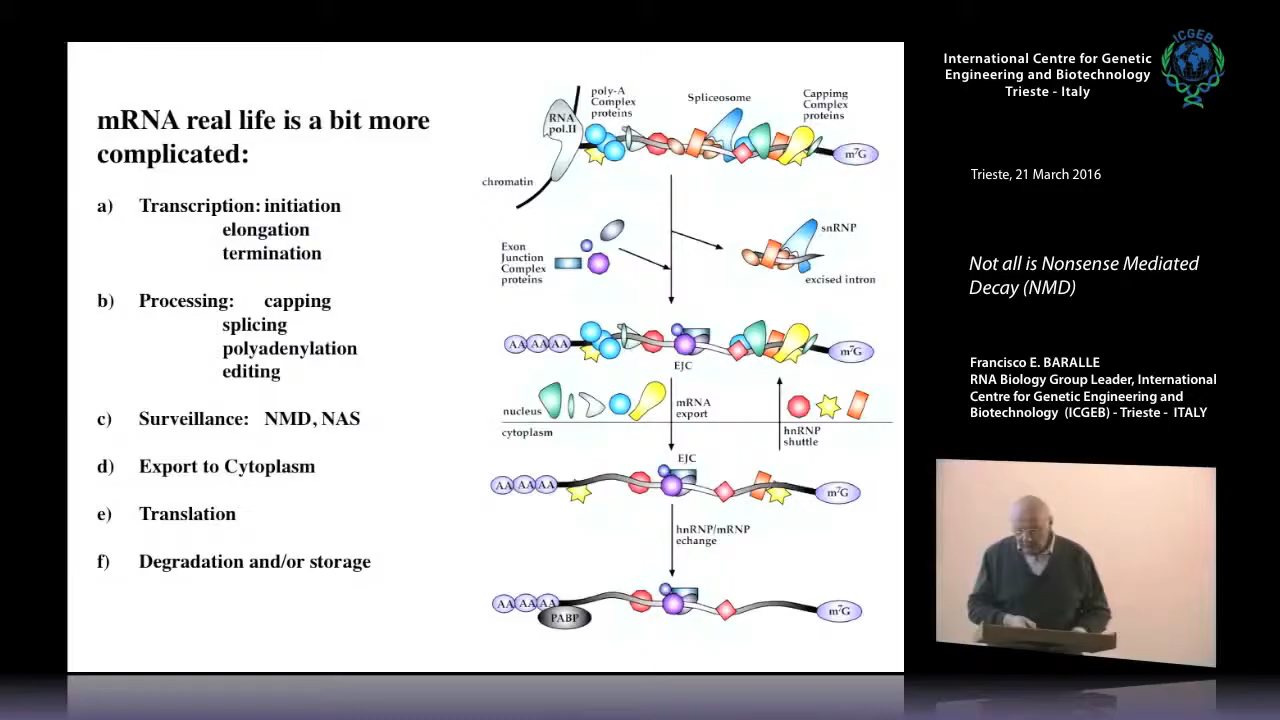 mRNA real life is a bit more
complicated:
a) Transcription: initiation
elongation
termination
b) Processing: capping
splicing
polyadenylation
editing
c) Surveillance: NMD, NAS
d) Export to Cytoplasm
e) Translation
f) Degradation and/or storage
RNA
pol.II
poly-A
Complex
proteins
Spliceosome
Capping
Complex
proteins
m7G
chromatin
Exon
Junction
Complex
proteins
snRNP
excised intron
AA AA AA
EJC
m7G
nucleus
cytoplasm
mRNA
export
hnRNP
shuttle
EJC
AA AA AA
m7G
hnRNP/mRNP
echange
AA AA AA
PABP
m7G
ICGEB
International Centre for Genetic
Engineering and Biotechnology
Trieste - Italy
Trieste, 21 March 2016
Not all is Nonsense Mediated
Decay (NMD)
Francisco E. BARALLE
RNA Biology Group Leader, International
Centre for Genetic Engineering and
Biotechnology (ICGEB) - Trieste - ITALY